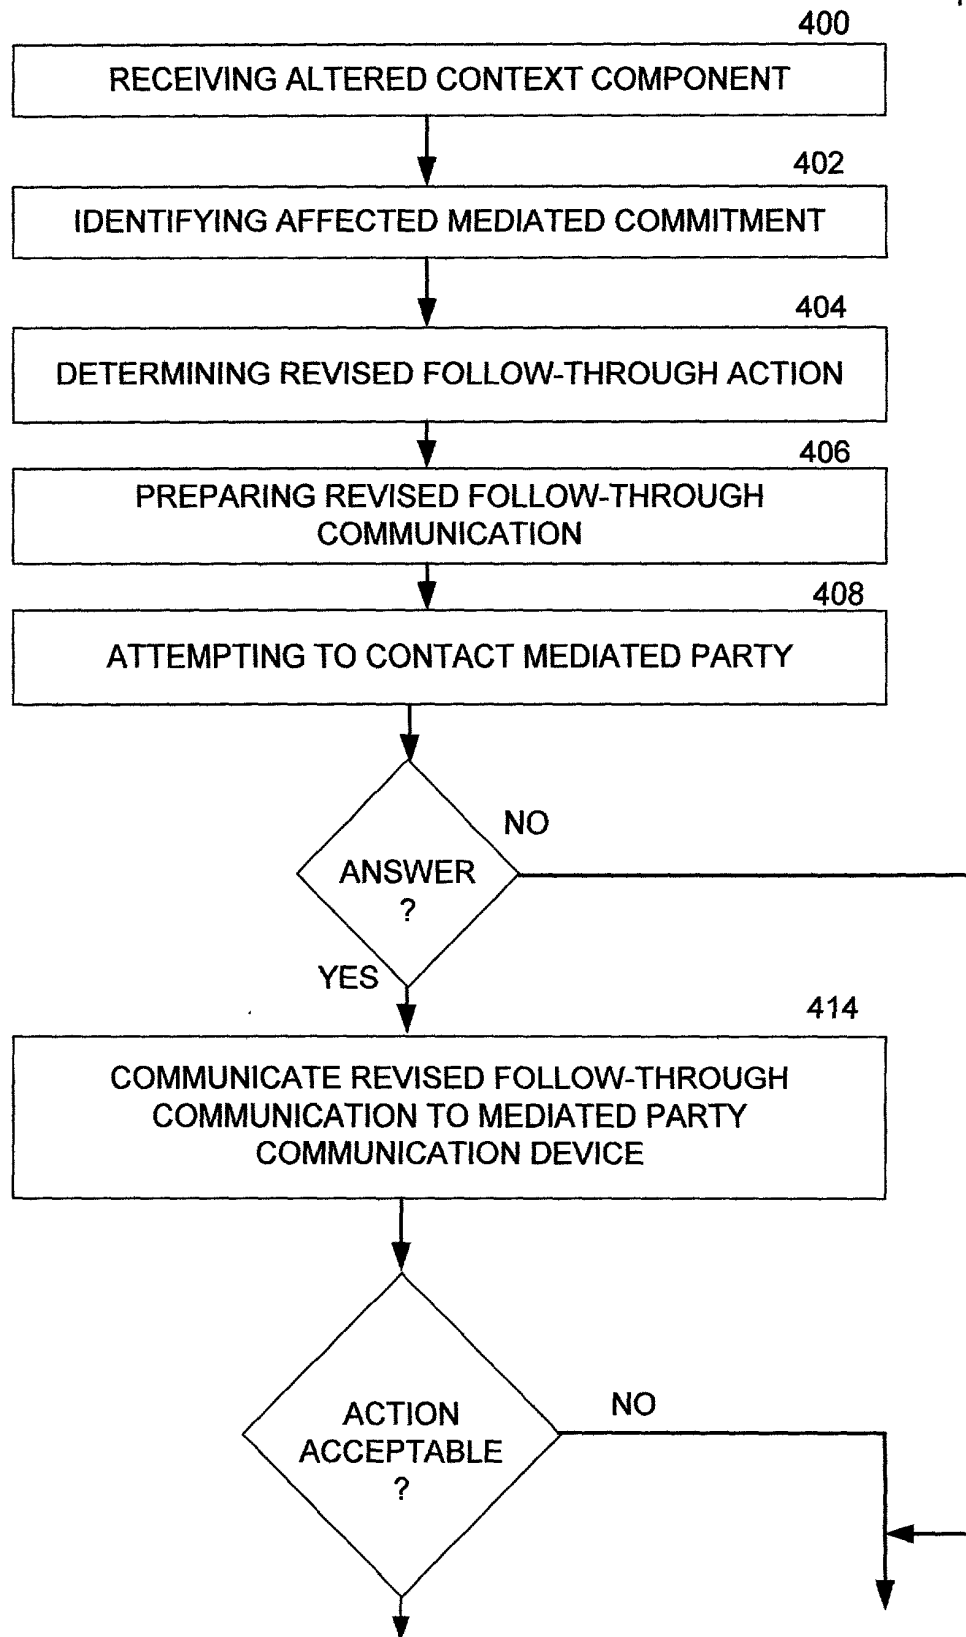 400
RECEIVING ALTERED CONTEXT COMPONENT
402
IDENTIFYING AFFECTED MEDIATED COMMITMENT
404
DETERMINING REVISED FOLLOW-THROUGH ACTION
406
PREPARING REVISED FOLLOW-THROUGH
COMMUNICATION
408
ATTEMPTING TO CONTACT MEDIATED PARTY
NO
ANSWER
?
YES
414
COMMUNICATE REVISED FOLLOW-THROUGH
COMMUNICATION TO MEDIATED PARTY
COMMUNICATION DEVICE
NO
ACTION
ACCEPTABLE
?